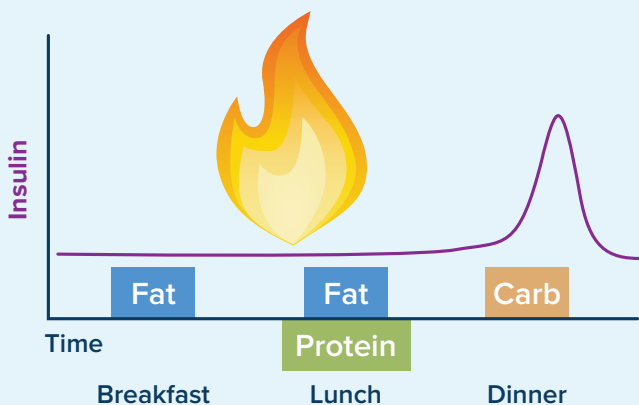 Insulin
Fat
Fat
Carb
Time
Protein
Breakfast
Lunch
Dinner